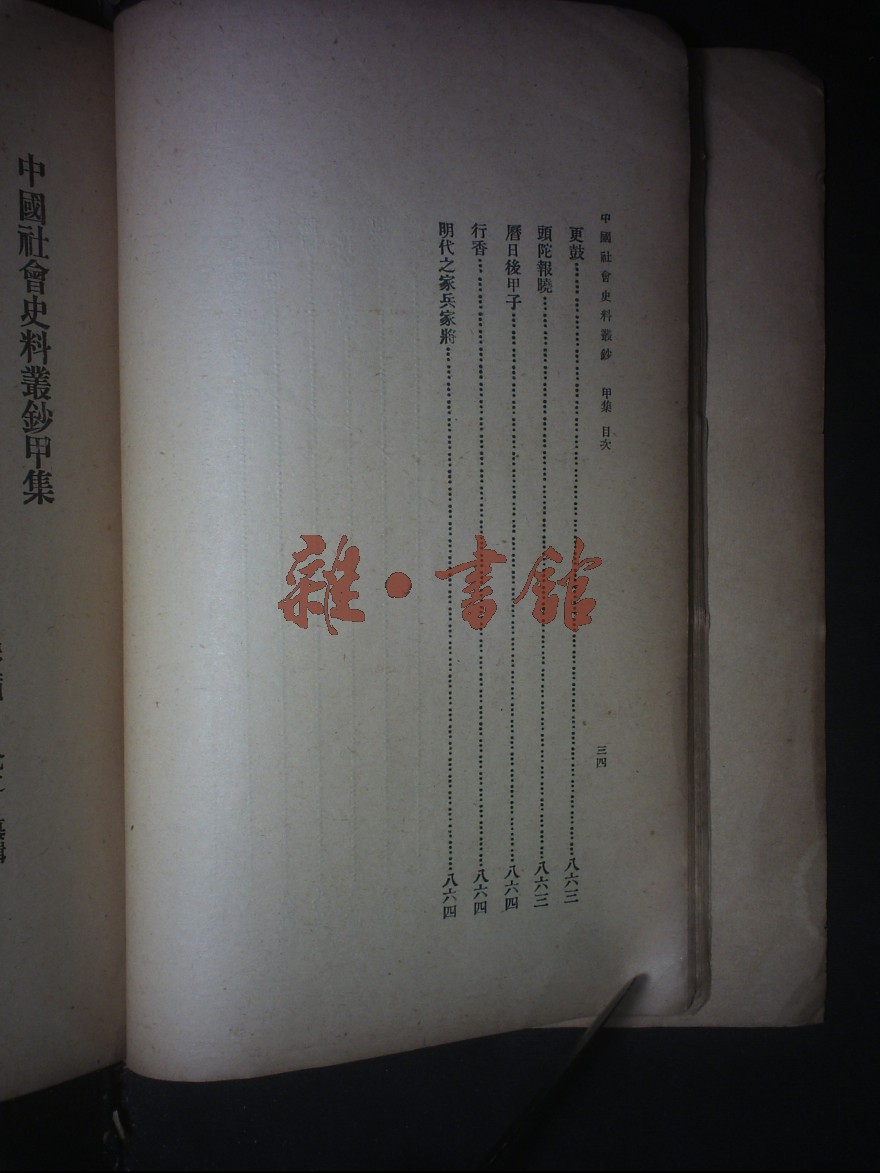 中國社會史料叢鈔 甲集 目次 三四
更鼓……八六三
頭陀報曉……八六三
曆日後甲子……八六四
行香……八六四
明代之家兵家將……八六四
雜·書館
中國社會史料叢鈔甲集